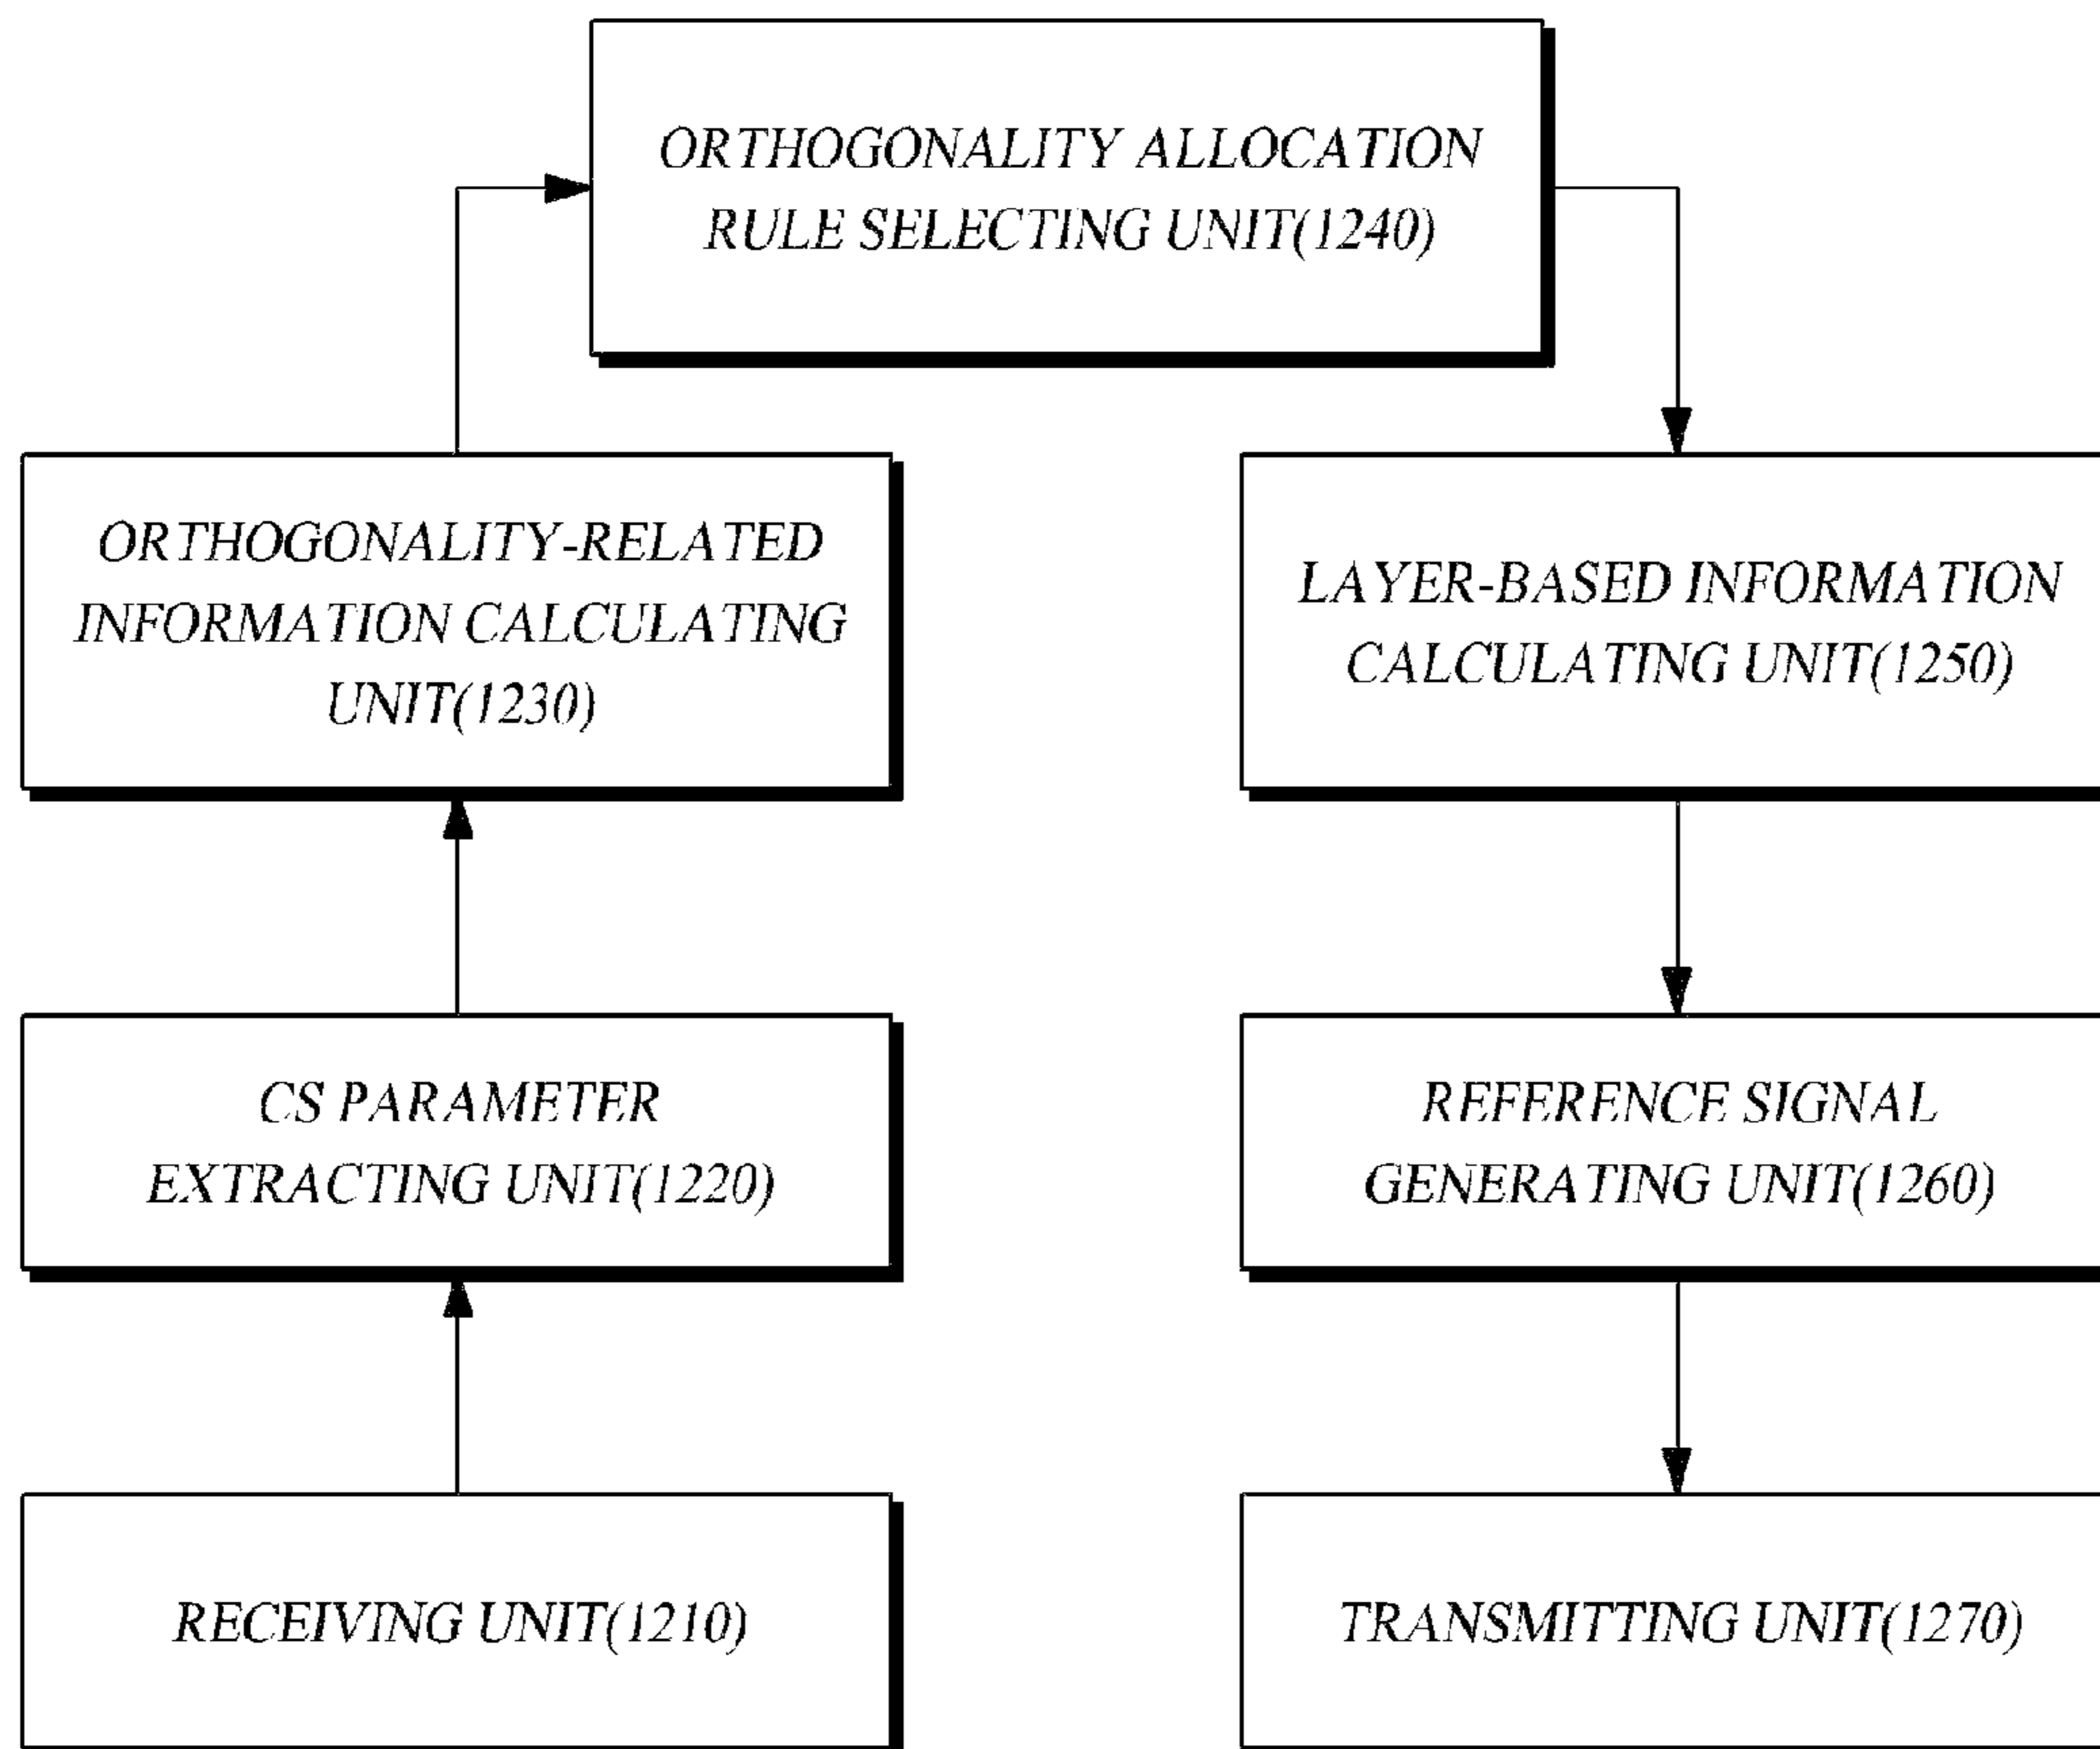 ORTHOGONALITY ALLOCATION
RULE SELECTING UNIT(1240)
ORTHOGONALITY-RELATED
INFORMATION CALCULATING
UNIT(1230)
LAYER-BASED INFORMATION
CALCULATING UNIT(1250)
CS PARAMETER
EXTRACTING UNIT(1220)
REFERENCE SIGNAL
GENERATING UNIT(1260)
RECEIVING UNIT(1210)
TRANSMITTING UNIT(1270)